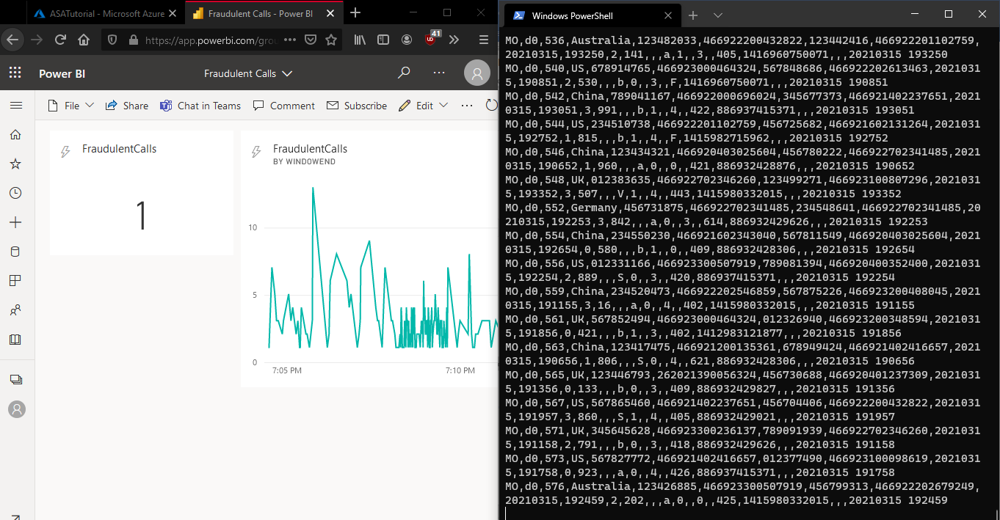 ASATutorial - Microsoft Azure
Fraudulent Calls - Power BI
https://app.powerbi.com/grou
41
Power BI
Fraudulent Calls
File
Share
Chat in Teams
Comment
Subscribe
Edit
FraudulentCalls
1
FraudulentCalls
BY WINDOWEND
10
5
0
7:05 PM
7:10 PM
Windows PowerShell
MO,d0,536,Australia,123482033,466922200432822,123442416,466922201102759,
20210315,193250,2,141,,,a,1,,3,,405,1416960750071,,,20210315 193250
MO,d0,540,US,678914765,466923000464324,567848686,466922202613463,2021031
5,190851,2,530,,,b,0,,3,,F,1416960750071,,,20210315 190851
MO,d0,542,China,789041167,466922000696024,345677373,466921402237651,2021
0315,193051,3,991,,,b,1,,4,,422,886937415371,,,20210315 193051
MO,d0,544,US,234510738,466922201102759,456725682,466921602131264,2021031
5,192752,1,815,,,b,1,,4,,F,1415982715962,,,20210315 192752
MO,d0,546,China,123434321,466920403025604,456780222,466922702341485,2021
0315,190652,1,960,,,a,0,,0,,421,886932428876,,,20210315 190652
MO,d0,548,UK,012383635,466922702346260,123499271,466923100807296,2021031
5,193352,3,507,,,V,1,,4,,443,1415980332015,,,20210315 193352
MO,d0,552,Germany,456731875,466922702341485,234548641,466922702341485,20
210315,192253,3,842,,,a,0,,3,,614,886932429626,,,20210315 192253
MO,d0,554,China,234550230,4669221602343040,567811549,466920403025604,2021
0315,192654,0,580,,,b,1,,0,,409,886932428306,,,20210315 192654
MO,d0,556,US,012331166,466923300507919,789081394,466920400352400,2021031
5,192254,2,889,,,S,0,,3,,420,886937415371,,,20210315 192254
MO,d0,559,China,234520473,466922202546859,567875226,466923200408045,2021
0315,191155,3,16,,,a,0,,4,,402,1415980332015,,,20210315 191155
MO,d0,561,UK,567852494,466923000464324,012326940,466923200348594,2021031
5,191856,0,421,,,b,1,,3,,402,1412983121877,,,20210315 191856
MO,d0,563,China,123417475,466921200135361,678949424,466921402416657,2021
0315,190656,1,806,,,S,0,,4,,621,886932428306,,,20210315 190656
MO,d0,565,UK,123446793,262021390056324,456730688,466920401237309,2021031
5,191356,0,133,,,b,0,,3,,409,886932429827,,,20210315 191356
MO,d0,567,US,567865460,466921402237651,456704406,466922200432822,2021031
5,191957,3,860,,,S,1,,4,,405,886932429021,,,20210315 191957
MO,d0,571,UK,345645628,466923300236137,789091939,466922702346260,2021031
5,191158,2,791,,,b,0,,3,,418,886932429626,,,20210315 191158
MO,d0,573,US,567827772,466921402416657,012377490,466923100098619,2021031
5,191758,0,923,,,a,0,,4,,426,886937415371,,,20210315 191758
MO,d0,576,Australia,123426885,466923300507919,456799313,466922202679249,
20210315,192459,2,202,,,a,0,,0,,425,1415980332015,,,20210315 192459